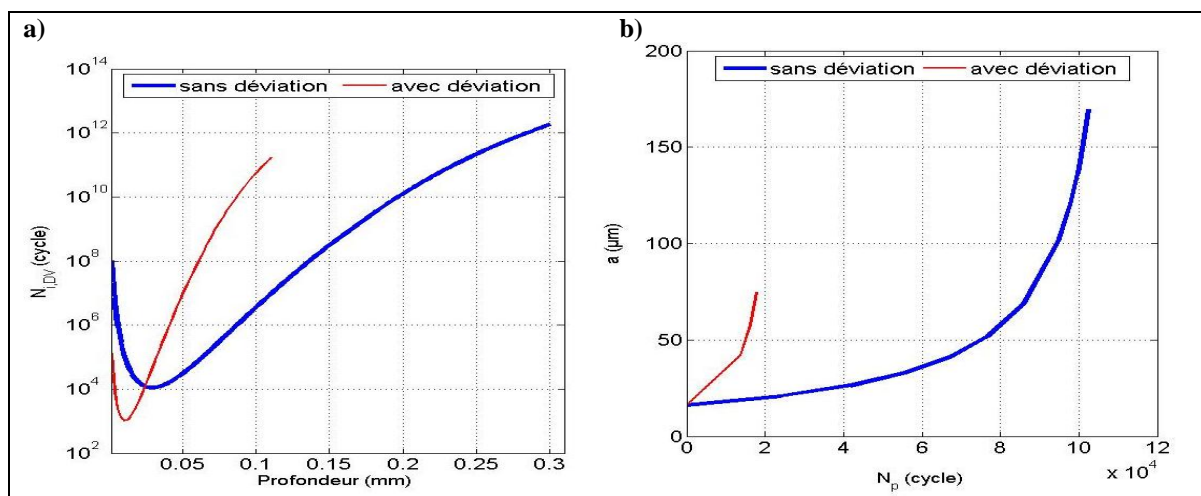 a)
sans déviation avec déviation
10^14
10^12
10^10
10^8
10^6
10^4
10^2
N_i,DV (cycle)
0.05 0.1 0.15 0.2 0.25 0.3
Profondeur (mm)
b)
sans déviation avec déviation
200
150
100
50
0
a (µm)
0 2 4 6 8 10 12
x 10^4
N_p (cycle)